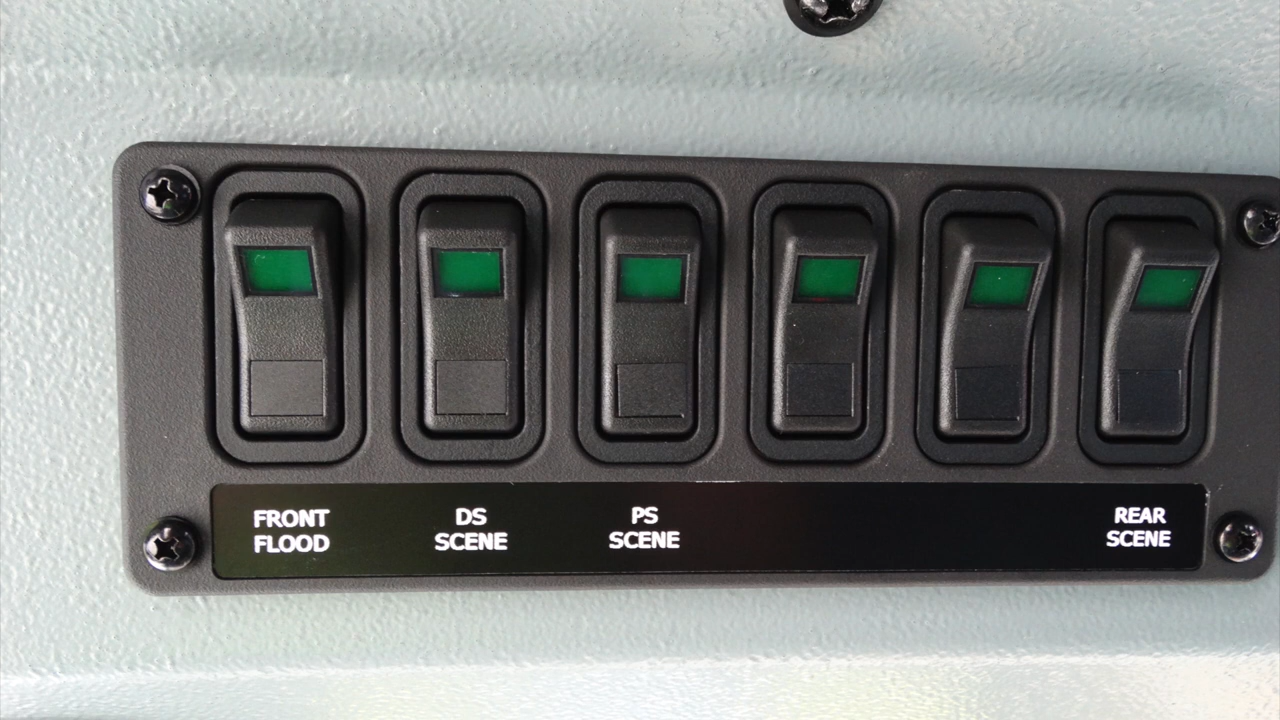 FRONT
FLOOD
DS
SCENE
PS
SCENE
REAR
SCENE